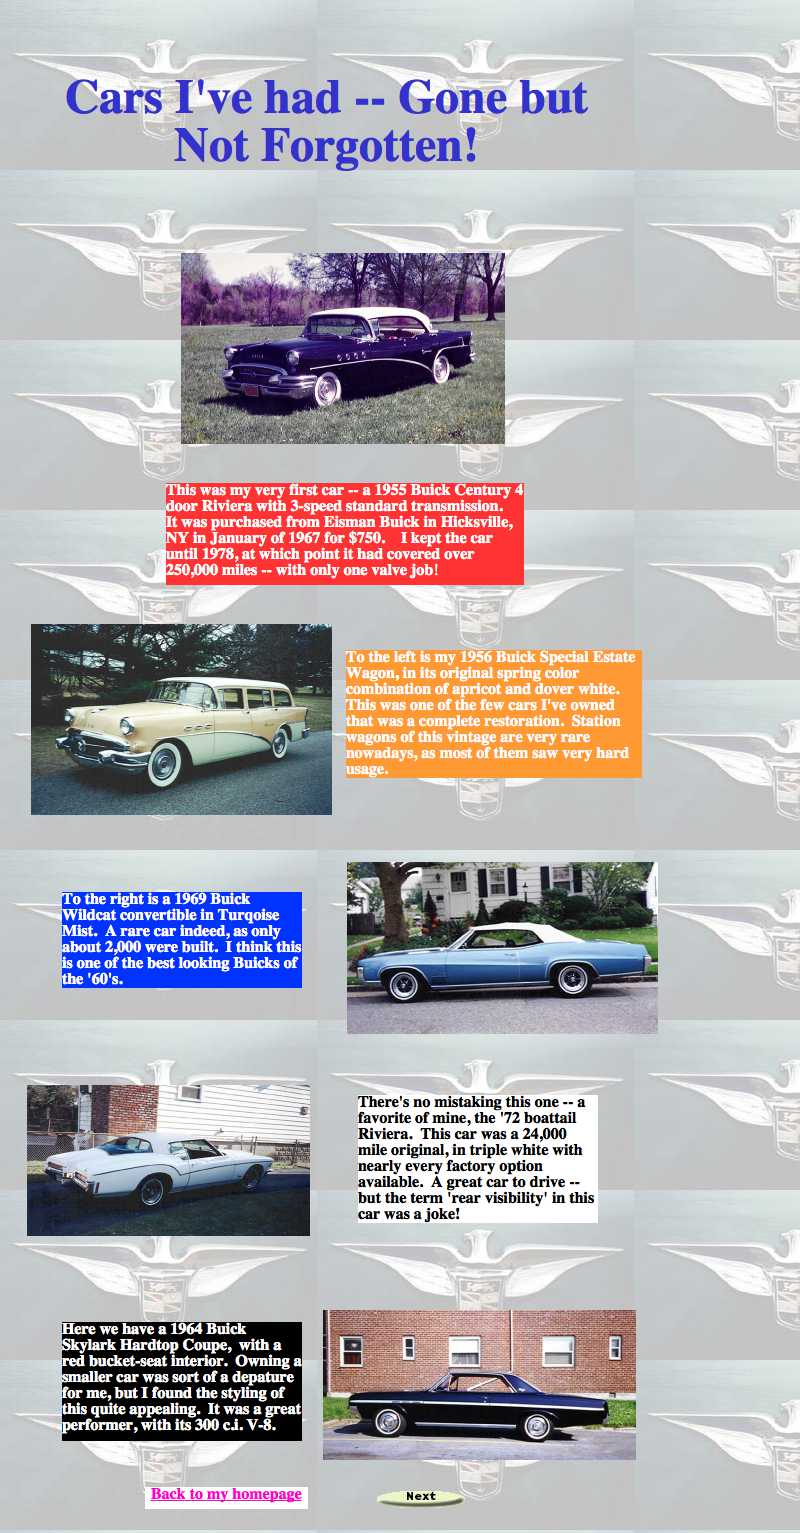 Cars I've had -- Gone but
Not Forgotten!
This was my very first car -- a 1955 Buick Century 4
door Riviera with 3-speed standard transmission.
It was purchased from Eisman Buick in Hicksville,
NY in January of 1967 for $750.    I kept the car
until 1978, at which point it had covered over
250,000 miles -- with only one valve job!
To the left is my 1956 Buick Special Estate
Wagon, in its original spring color
combination of apricot and dover white.
This was one of the few cars I've owned
that was a complete restoration.  Station
wagons of this vintage are very rare
nowadays, as most of them saw very hard
usage.
To the right is a 1969 Buick
Wildcat convertible in Turqoise
Mist.  A rare car indeed, as only
about 2,000 were built.  I think this
is one of the best looking Buicks of
the '60's.
There's no mistaking this one -- a
favorite of mine, the '72 boattail
Riviera.  This car was a 24,000
mile original, in triple white with
nearly every factory option
available.  A great car to drive --
but the term 'rear visibility' in this
car was a joke!
Here we have a 1964 Buick
Skylark Hardtop Coupe,  with a
red bucket-seat interior.  Owning a
smaller car was sort of a depature
for me, but I found the styling of
this quite appealing.  It was a great
performer, with its 300 c.i. V-8.
Back to my homepage
Next